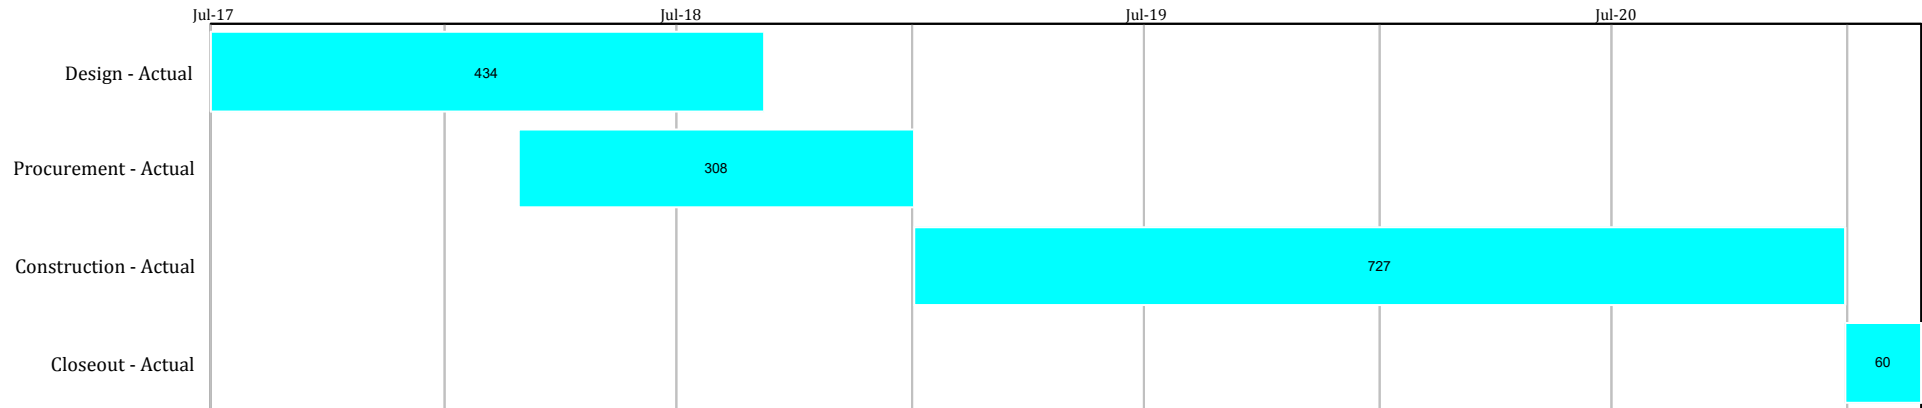 Jul-17 Jul-18 Jul-19 Jul-20
Design - Actual 434
Procurement - Actual 308
Construction - Actual 727
Closeout - Actual 60